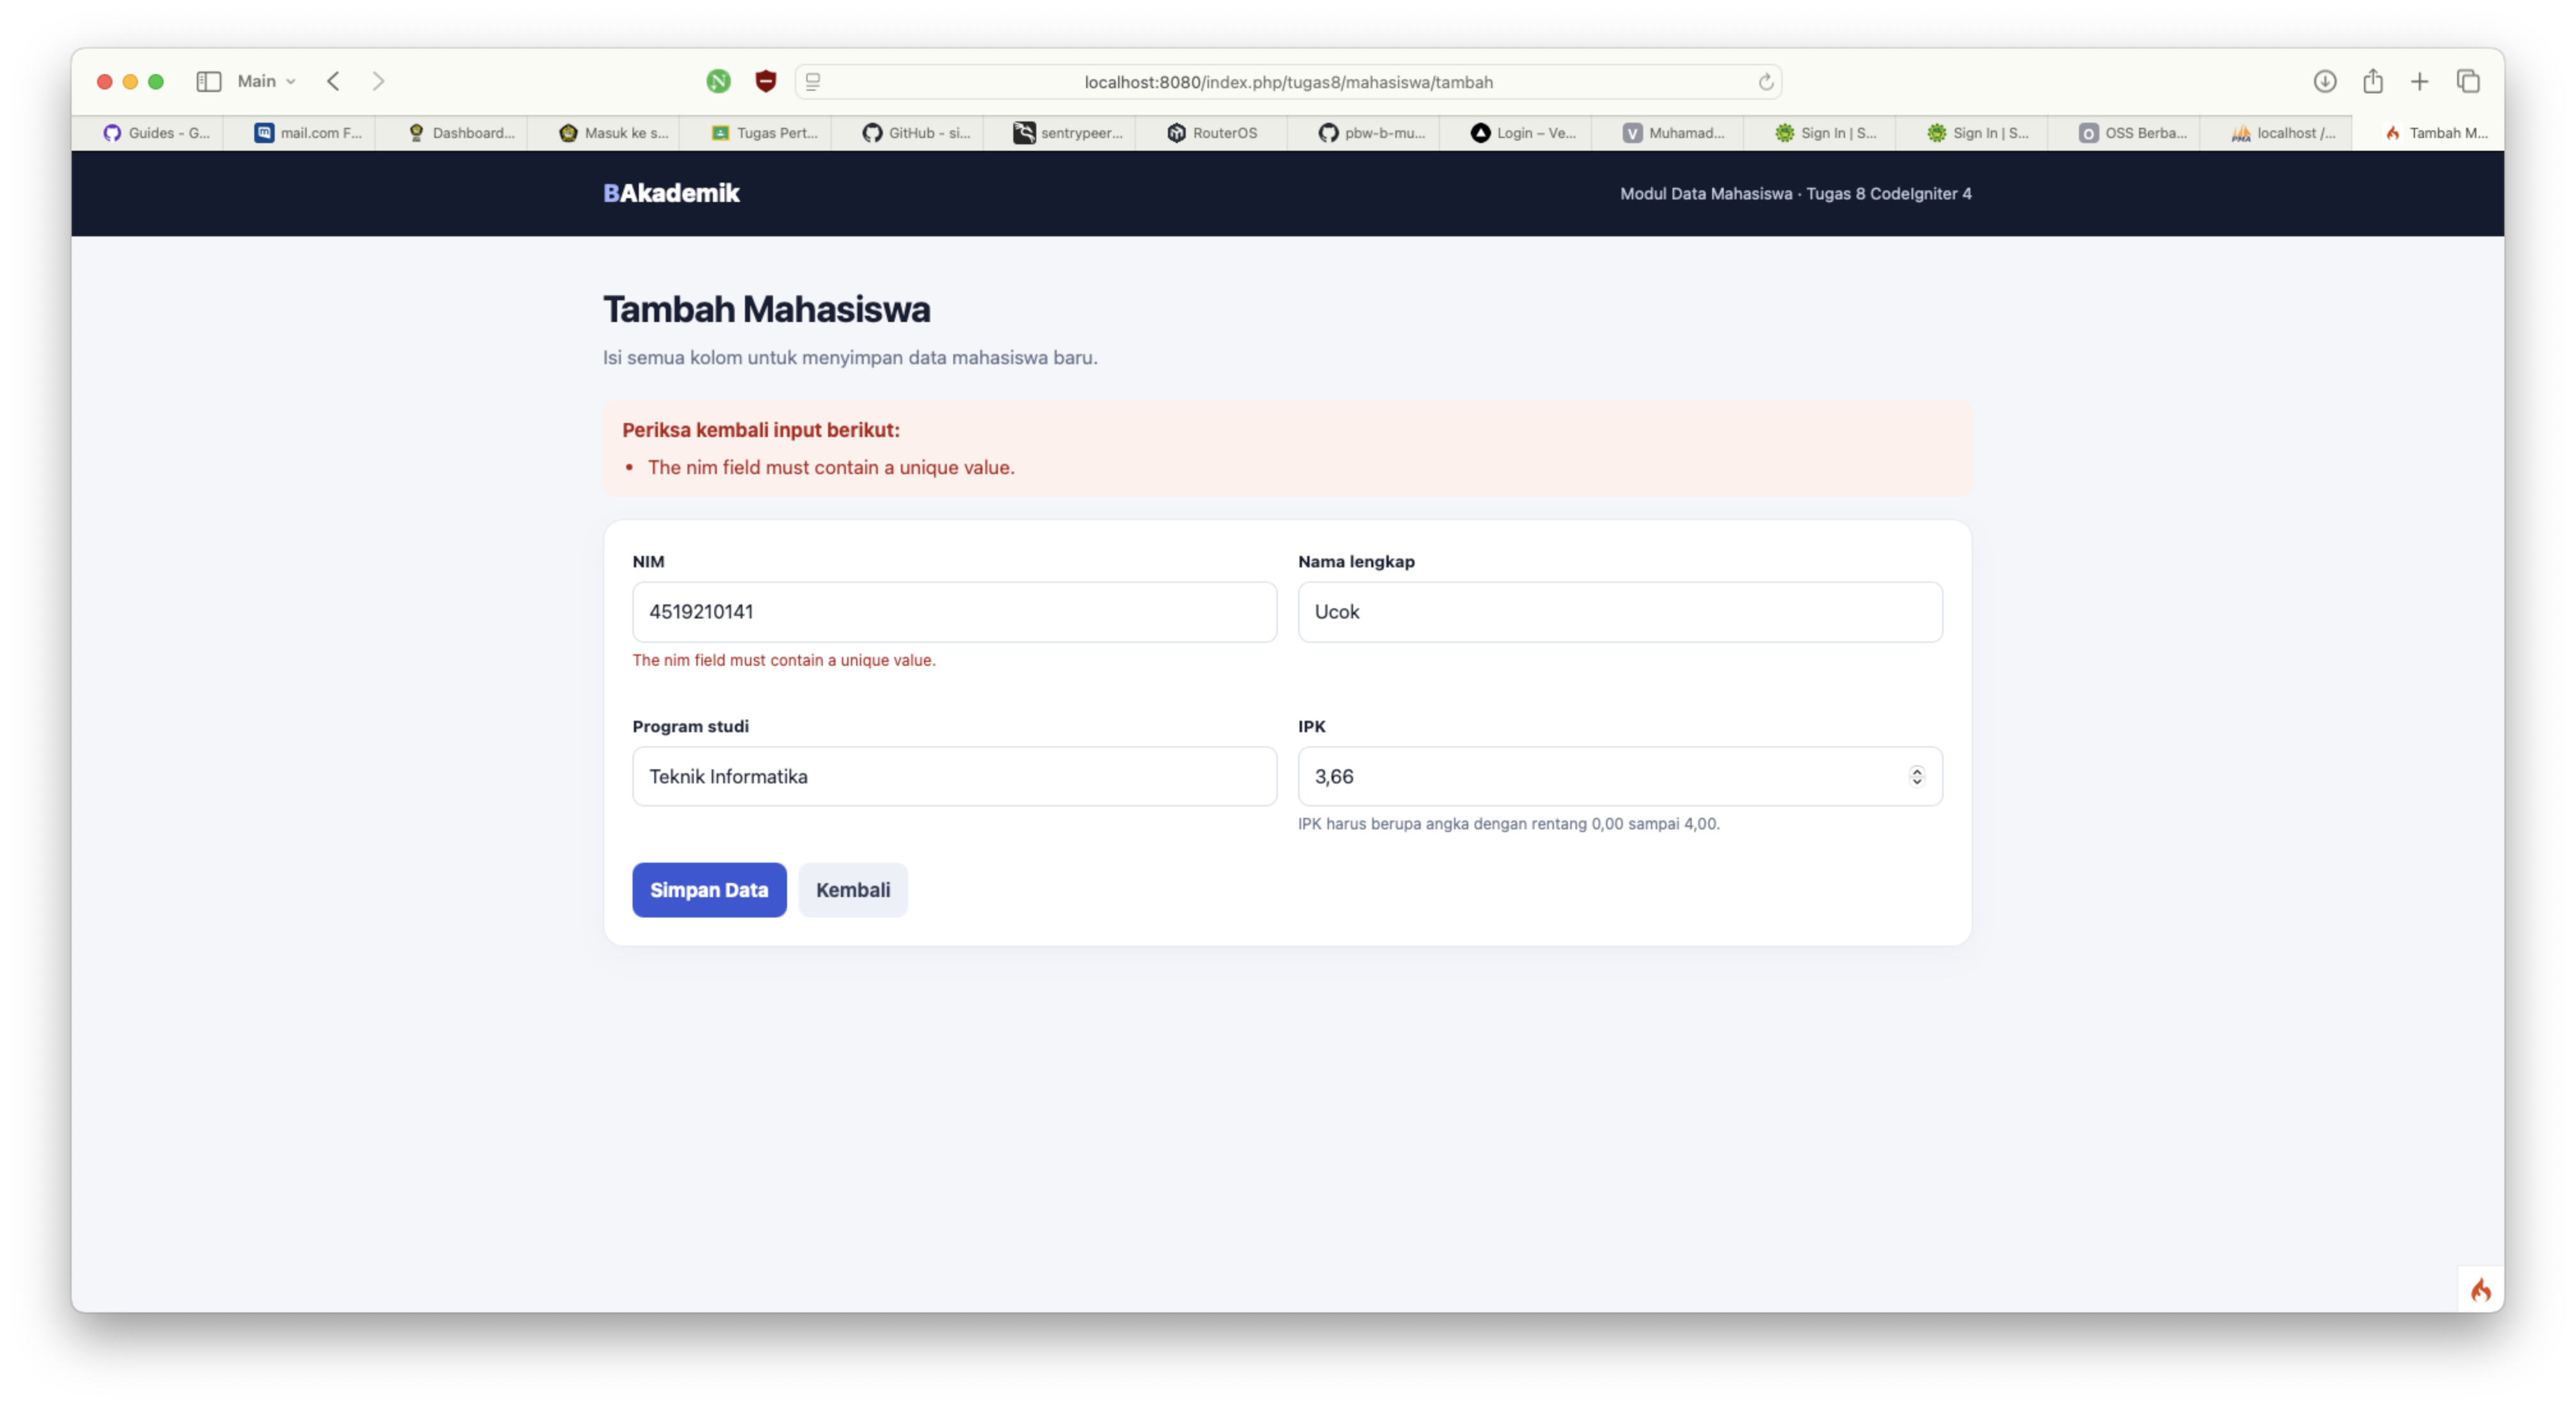 Main
localhost:8080/index.php/tugas8/mahasiswa/tambah
Guides - G... mail.com F... Dashboard... Masuk ke s... Tugas Pert... GitHub - si... sentrypeer... RouterOS pbw-b-mu... Login – Ve... Muhamad... Sign In | S... Sign In | S... OSS Berba... localhost /... Tambah M...
BAkademik
Modul Data Mahasiswa · Tugas 8 CodeIgniter 4
Tambah Mahasiswa
Isi semua kolom untuk menyimpan data mahasiswa baru.
Periksa kembali input berikut:
• The nim field must contain a unique value.
NIM
4519210141
The nim field must contain a unique value.
Nama lengkap
Ucok
Program studi
Teknik Informatika
IPK
3,66
IPK harus berupa angka dengan rentang 0,00 sampai 4,00.
Simpan Data
Kembali